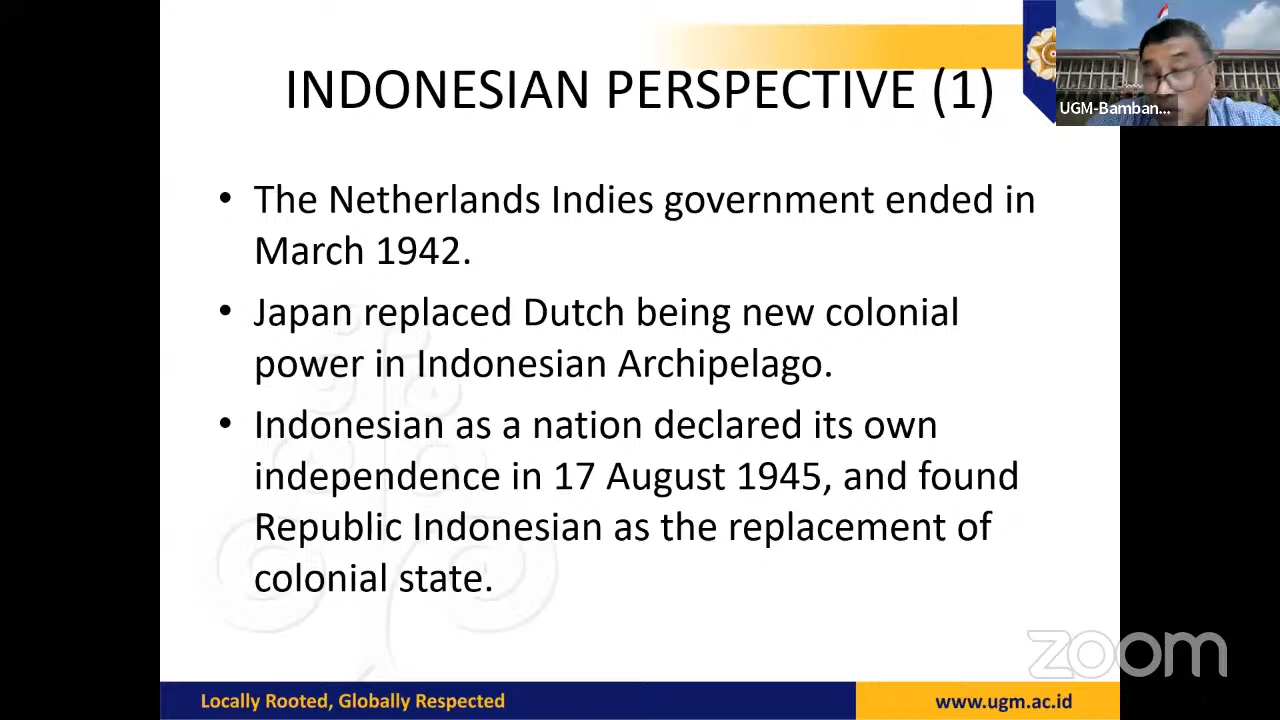 INDONESIAN PERSPECTIVE (1)
UGM-Bamban...
• The Netherlands Indies government ended in
March 1942.
• Japan replaced Dutch being new colonial
power in Indonesian Archipelago.
• Indonesian as a nation declared its own
independence in 17 August 1945, and found
Republic Indonesian as the replacement of
colonial state.
zoom
Locally Rooted, Globally Respected
www.ugm.ac.id